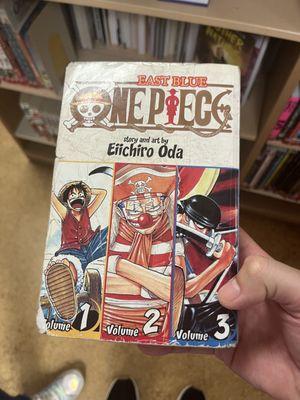 EAST BLUE
ONE PIECE
story and art by
Eiichiro Oda
Volume 1
Volume 2
Volume 3